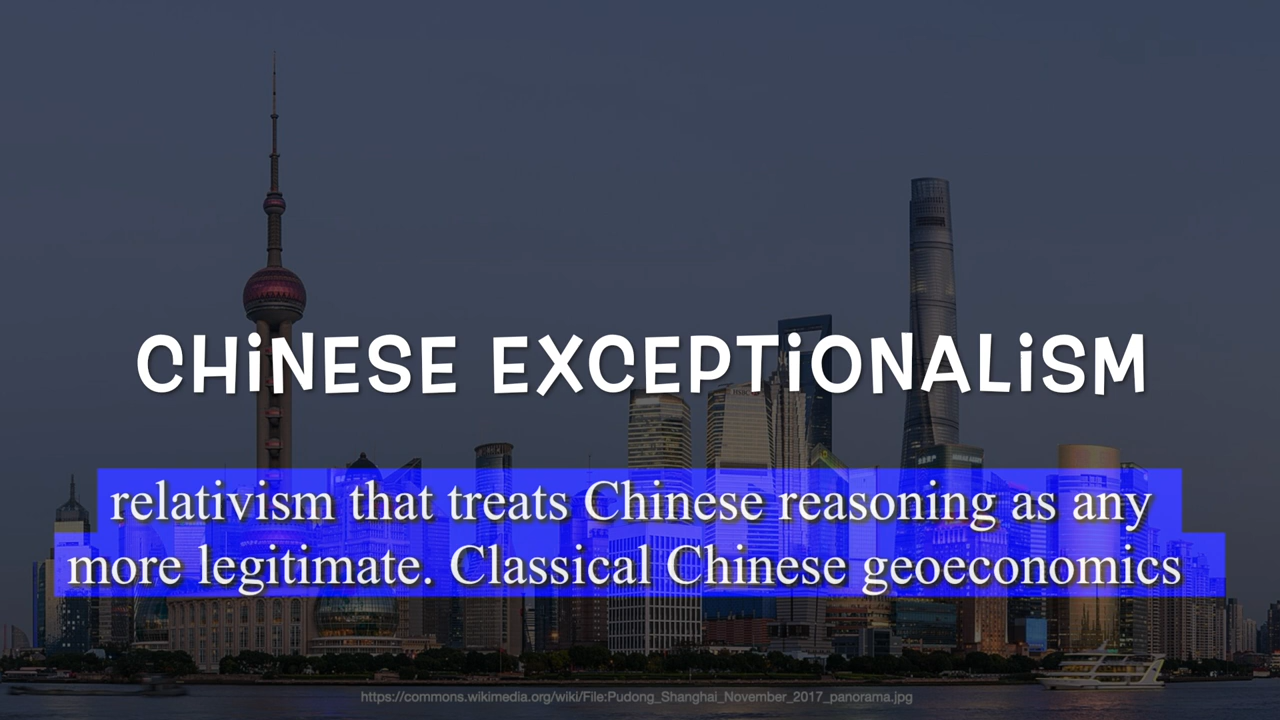 CHiNESE EXCEPTiONALiSM
relativism that treats Chinese reasoning as any
more legitimate. Classical Chinese geoeconomics
https://commons.wikimedia.org/wiki/File:Pudong_Shanghai_November_2017_panorama.jpg